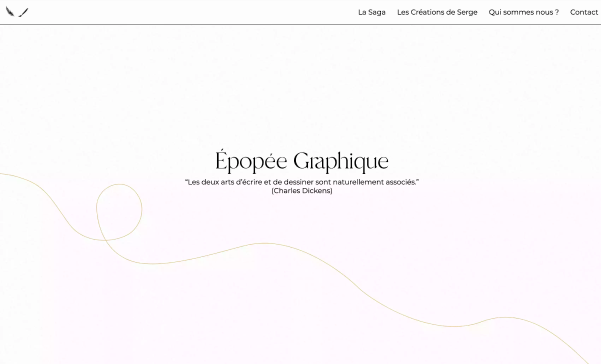 La Saga Les Créations de Serge Qui sommes nous ? Contact
Épopée Graphique
“Les deux arts d’écrire et de dessiner sont naturellement associés.”
(Charles Dickens)